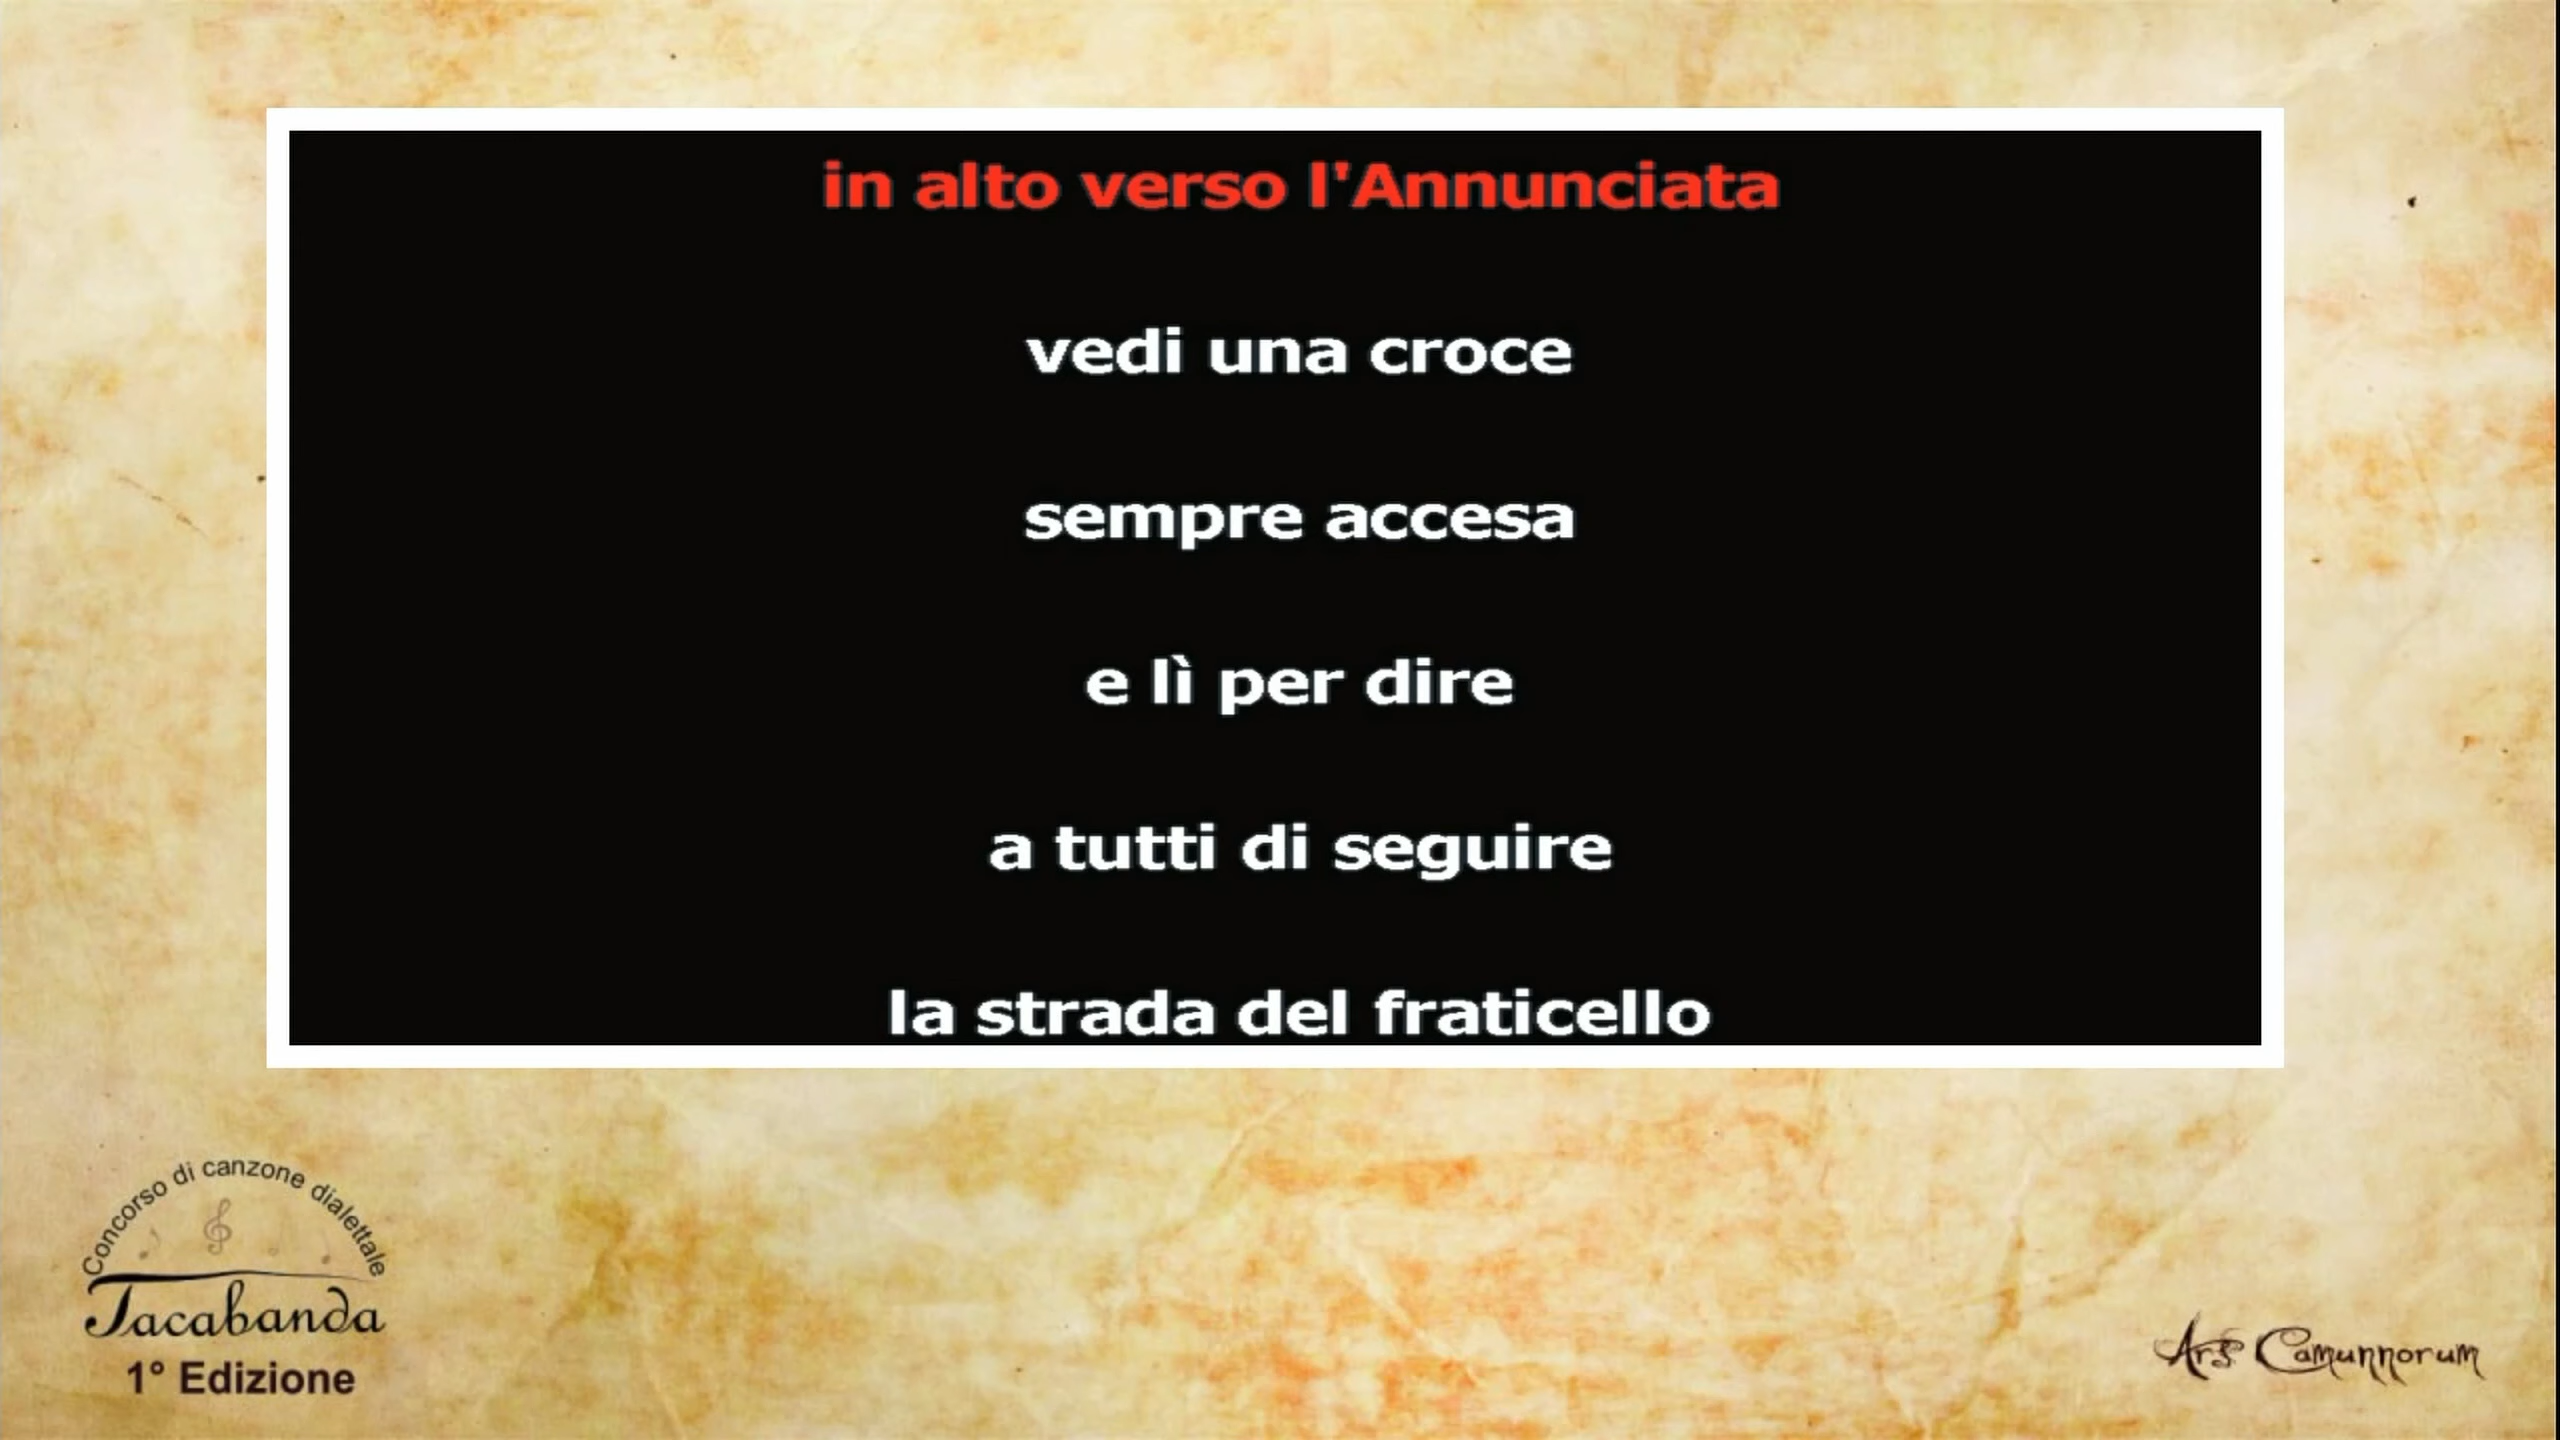 in alto verso l'Annunciata
vedi una croce
sempre accesa
e lì per dire
a tutti di seguire
la strada del fraticello
Concorso di canzone dialettale
Tacabanda
1° Edizione
Ars Camunnorum